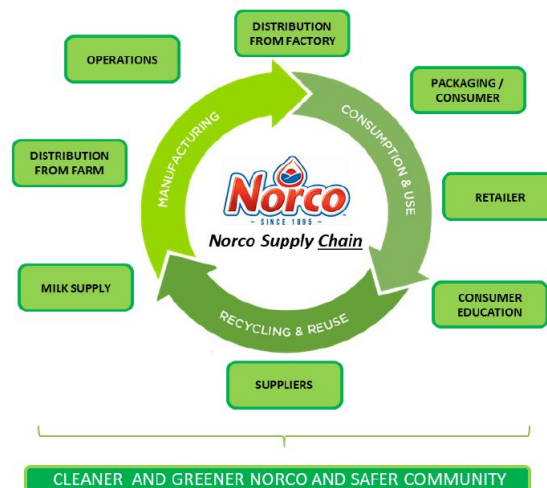 DISTRIBUTION
FROM FACTORY
OPERATIONS
PACKAGING /
CONSUMER
MANUFACTURING
CONSUMPTION & USE
DISTRIBUTION
FROM FARM
Norco
SINCE 1895
Norco Supply Chain
RETAILER
MILK SUPPLY
CONSUMER
EDUCATION
RECYCLING & REUSE
SUPPLIERS
CLEANER AND GREENER NORCO AND SAFER COMMUNITY